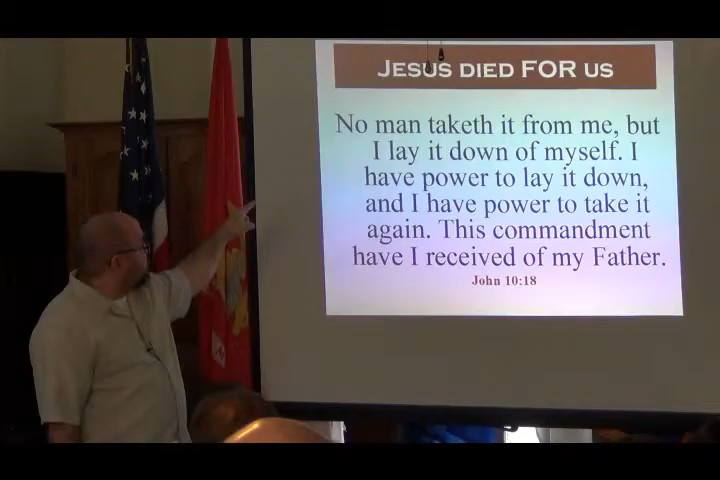 JESUS DIED FOR US
No man taketh it from me, but
I lay it down of myself. I
have power to lay it down,
and I have power to take it
again. This commandment
have I received of my Father.
John 10:18